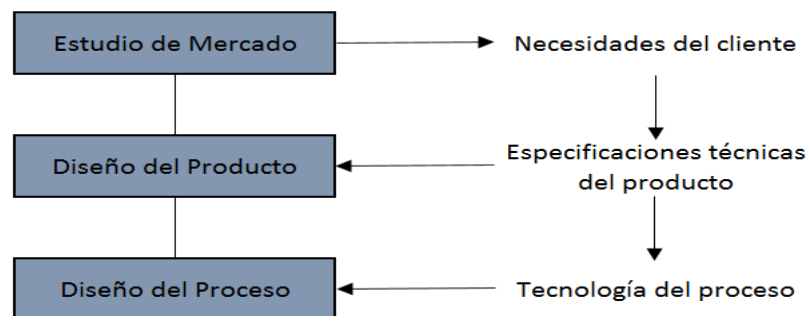 Estudio de Mercado
Necesidades del cliente
Diseño del Producto
Especificaciones técnicas
del producto
Diseño del Proceso
Tecnología del proceso